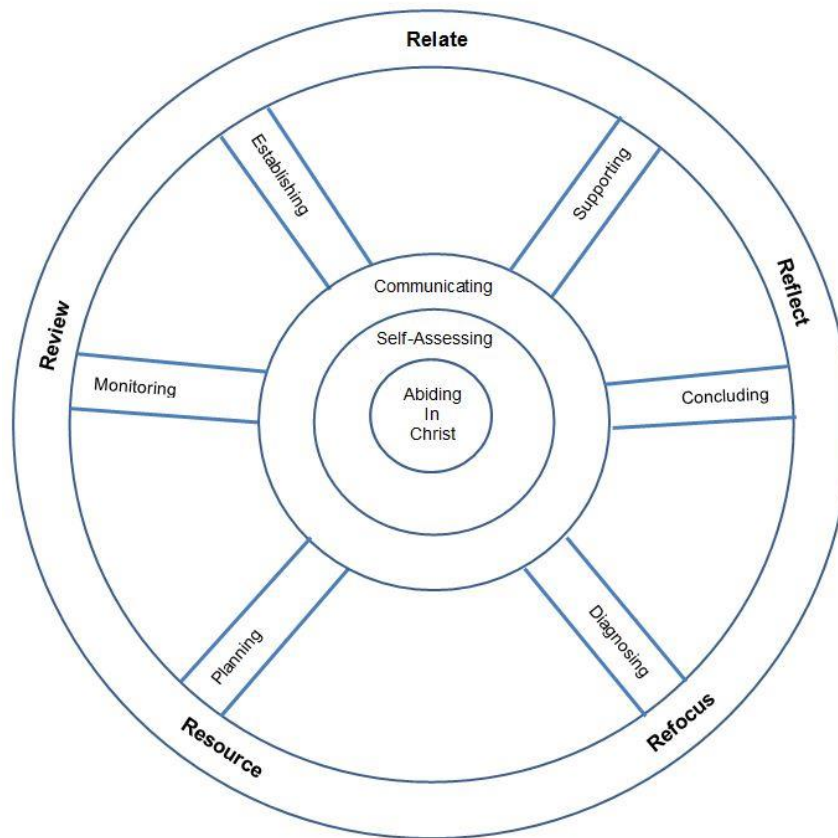 Relate
Establishing
Supporting
Communicating
Reflect
Review
Self-Assessing
Monitoring
Abiding
In
Christ
Concluding
Planning
Diagnosing
Resource
Refocus